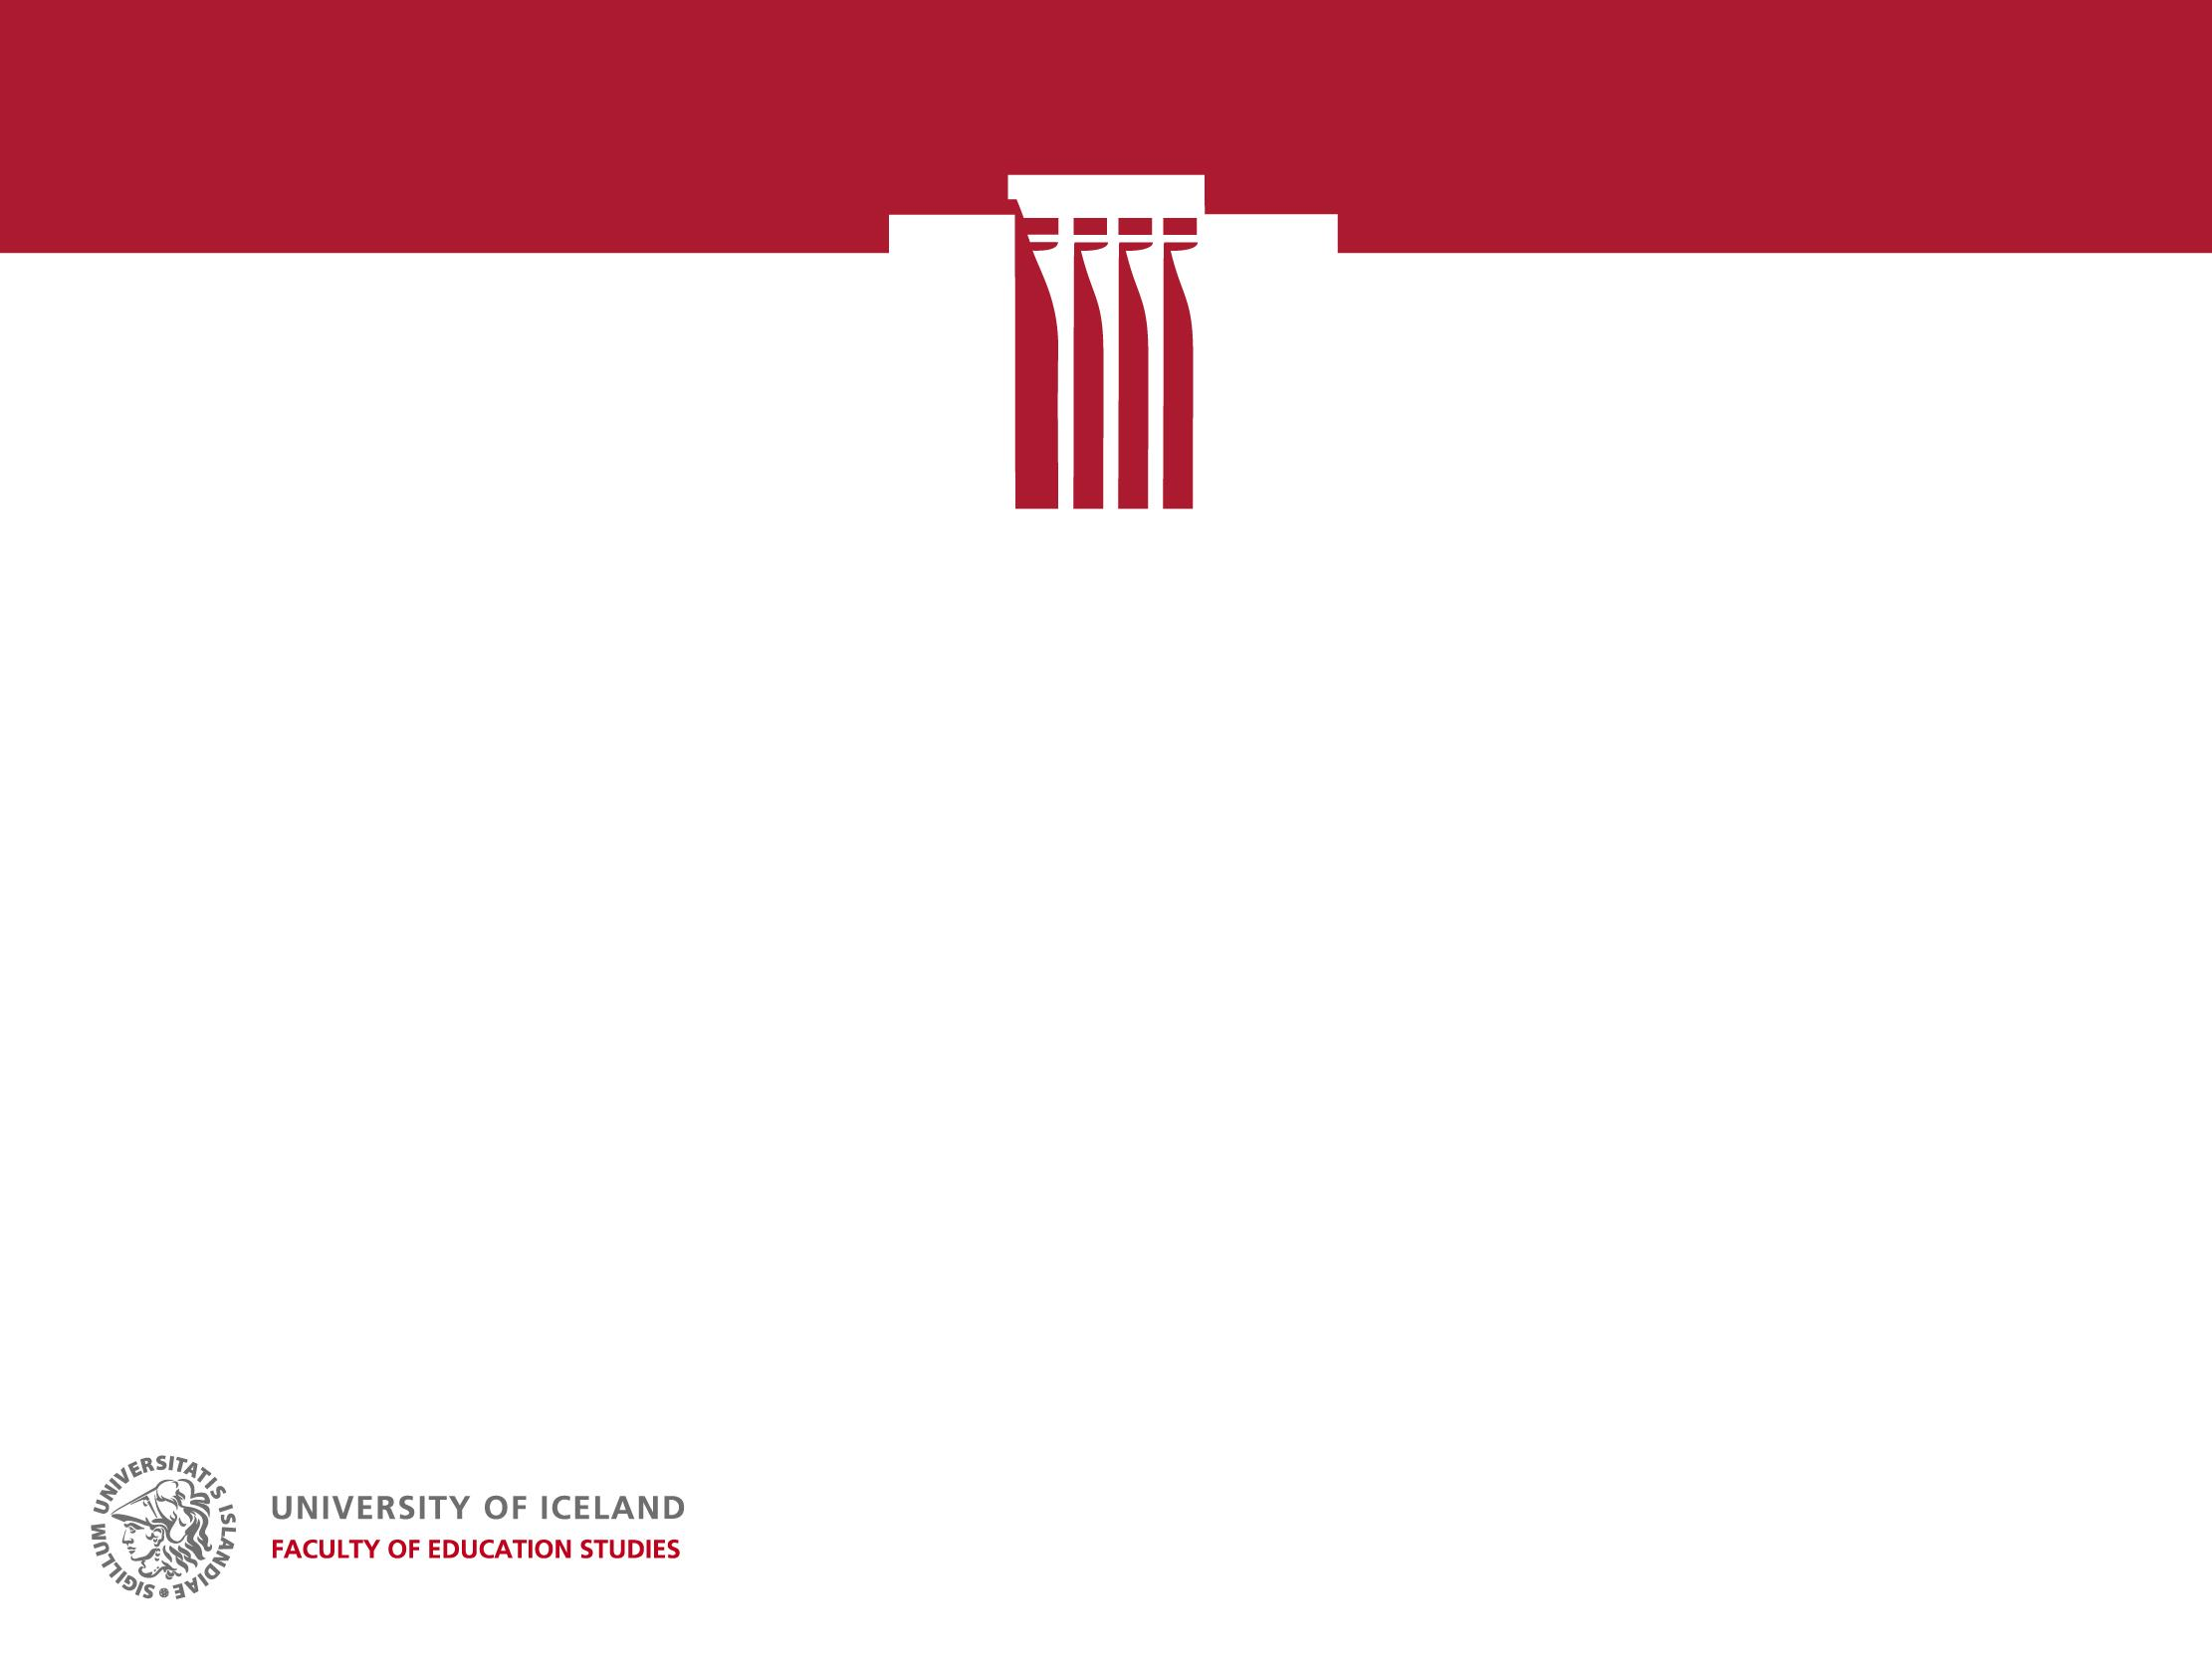 SIGILLUM UNIVERSITATIS ISLANDIAE
UNIVERSITY OF ICELAND
FACULTY OF EDUCATION STUDIES